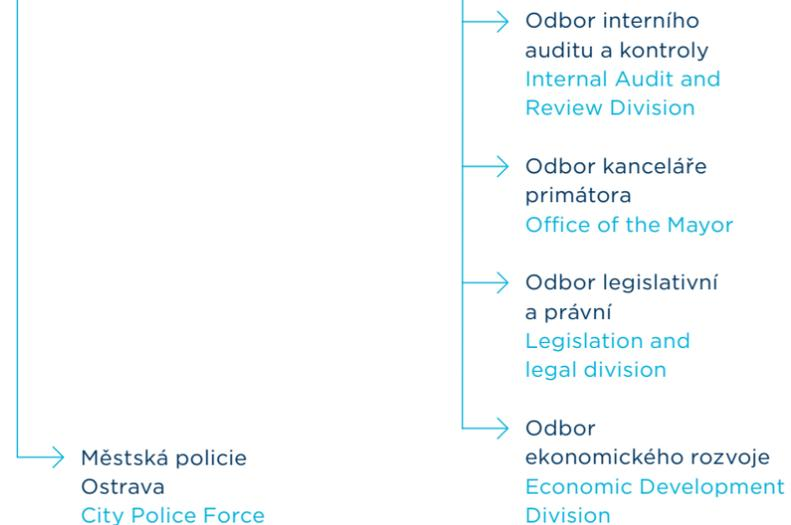 Odbor interního
auditu a kontroly
Internal Audit and
Review Division
Odbor kanceláře
primátora
Office of the Mayor
Odbor legislativní
a právní
Legislation and
legal division
Odbor
ekonomického rozvoje
Economic Development
Division
Městská policie
Ostrava
City Police Force